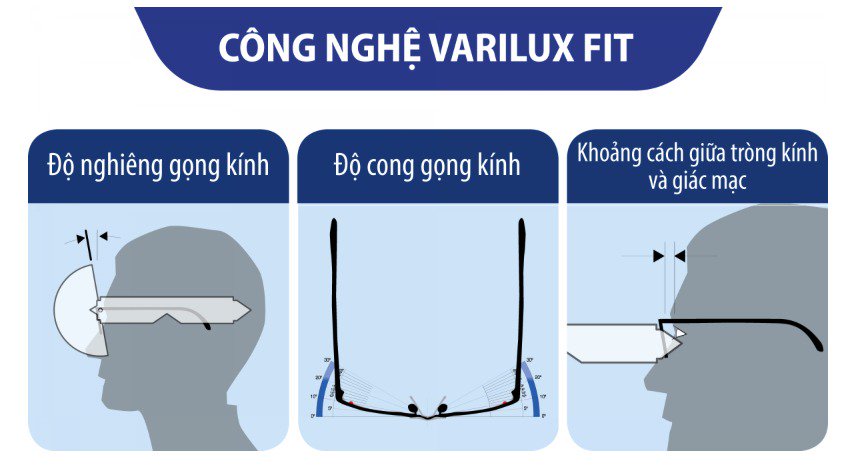 CÔNG NGHỆ VARILUX FIT
Độ nghiêng gọng kính
Độ cong gọng kính
Khoảng cách giữa tròng kính
và giác mạc
30° 30°
20° 20°
10° 10°
0° 0°